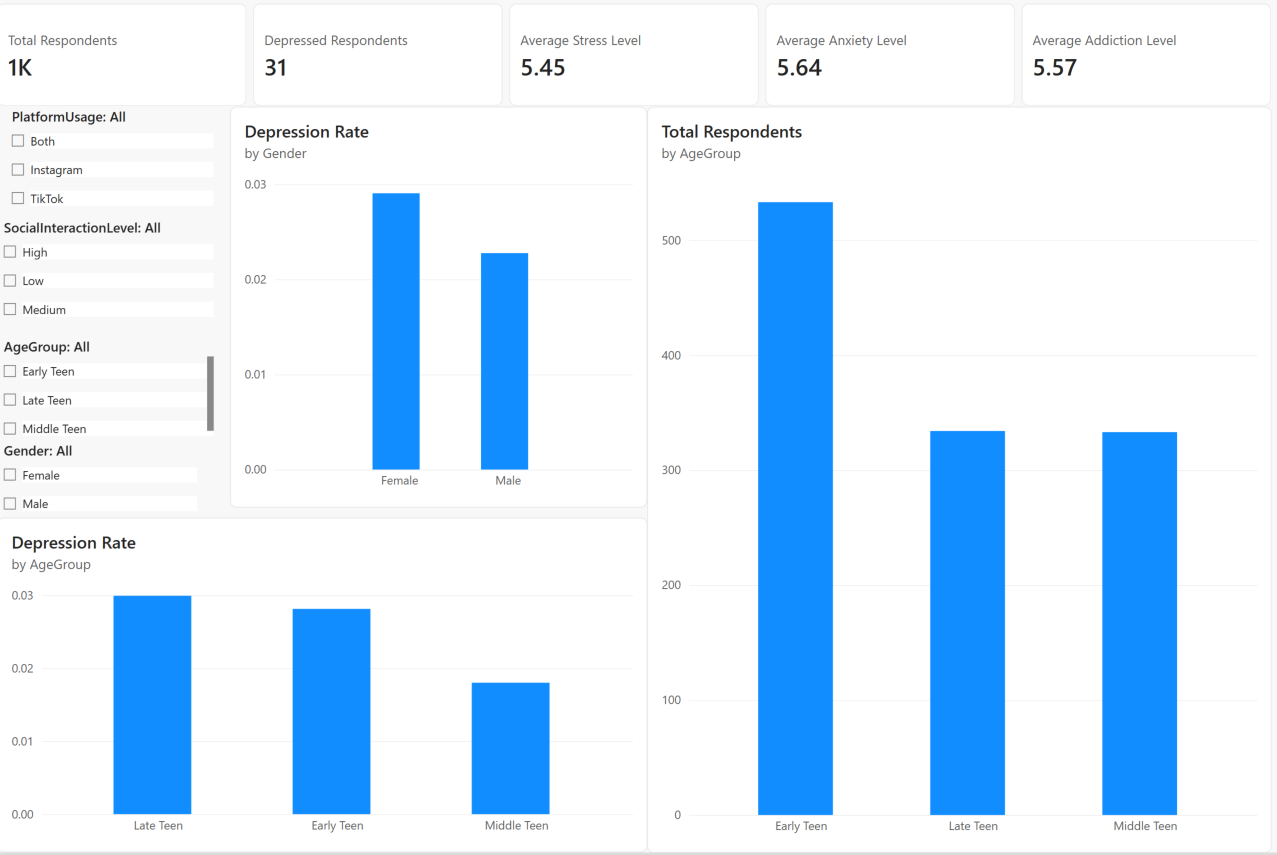 Total Respondents
1K
Depressed Respondents
31
Average Stress Level
5.45
Average Anxiety Level
5.64
Average Addiction Level
5.57
PlatformUsage: All
Both
Instagram
TikTok
SocialInteractionLevel: All
High
Low
Medium
AgeGroup: All
Early Teen
Late Teen
Middle Teen
Gender: All
Female
Male
Depression Rate
by Gender
0.03
0.02
0.01
0.00
Female
Male
Total Respondents
by AgeGroup
500
400
300
200
100
0
Early Teen
Late Teen
Middle Teen
Depression Rate
by AgeGroup
0.03
0.02
0.01
0.00
Late Teen
Early Teen
Middle Teen